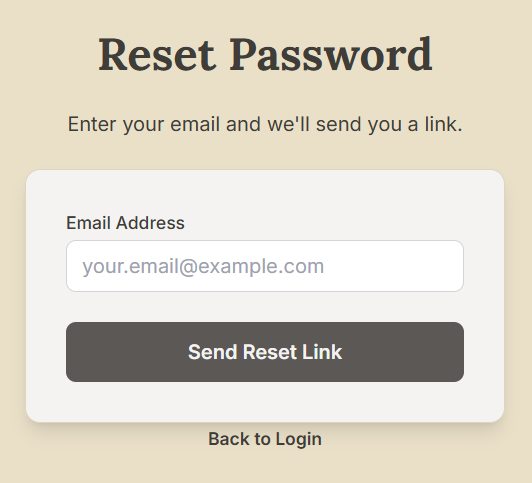 Reset Password
Enter your email and we'll send you a link.
Email Address
your.email@example.com
Send Reset Link
Back to Login